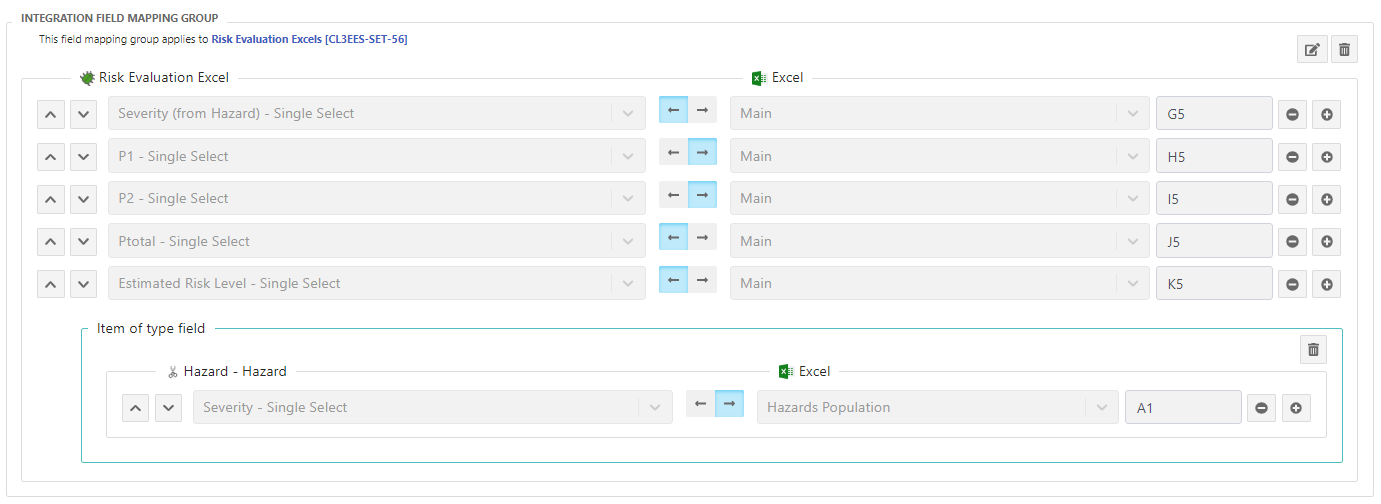 INTEGRATION FIELD MAPPING GROUP
This field mapping group applies to Risk Evaluation Excels [CL3EES-SET-56]
Risk Evaluation Excel Excel
Severity (from Hazard) - Single Select ← → Main G5
P1 - Single Select ← → Main H5
P2 - Single Select ← → Main I5
Ptotal - Single Select ← → Main J5
Estimated Risk Level - Single Select ← → Main K5
Item of type field
Hazard - Hazard Excel
Severity - Single Select ← → Hazards Population A1